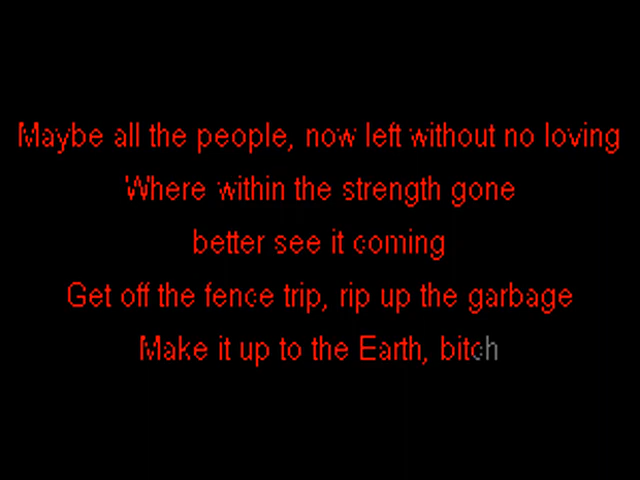 Maybe all the people, now left without no loving
Where within the strength gone
better see it coming
Get off the fence trip, rip up the garbage
Make it up to the Earth, bitch